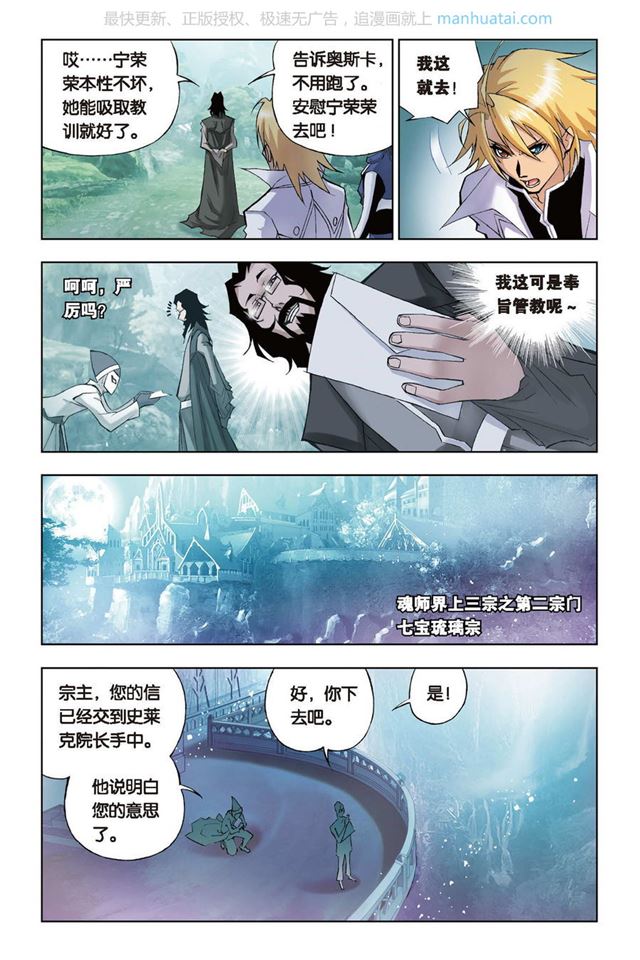 最快更新、正版授权、极速无广告，追漫画就上 manhuatai.com
哎……宁荣
荣本性不坏，
她能吸取教
训就好了。
告诉奥斯卡，
不用跑了。
安慰宁荣荣
去吧！
我这
就去！
呵呵，严
厉吗？
我这可是奉
旨管教呢～
魂师界上三宗之第二宗门
七宝琉璃宗
宗主，您的信
已经交到史莱
克院长手中。
他说明白
您的意思
了。
好，你下
去吧。
是！